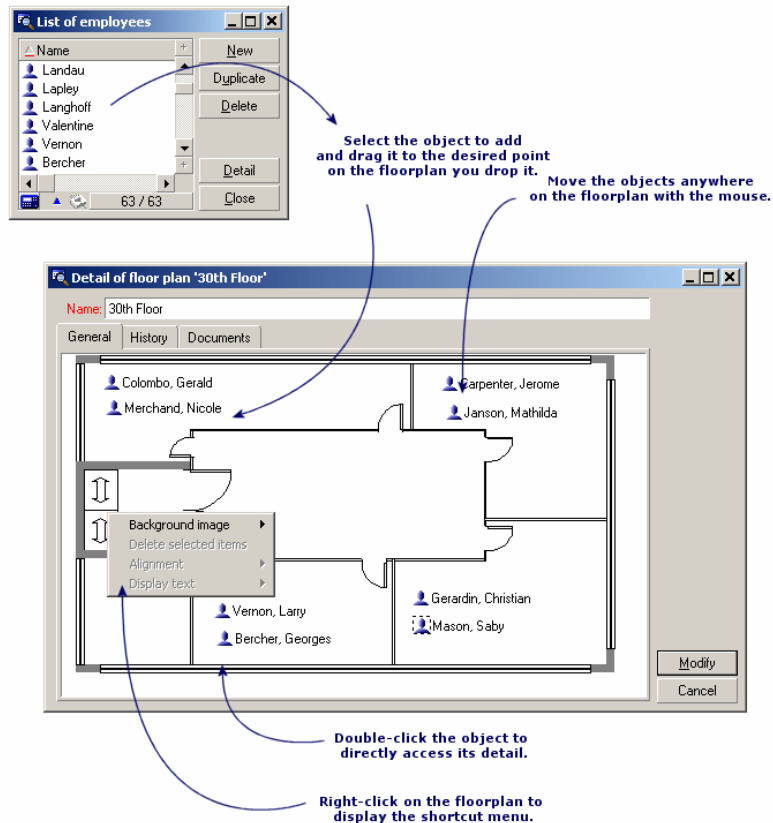 List of employees
Name
Landau
Lapley
Langhoff
Valentine
Vernon
Bercher
63 / 63
New
Duplicate
Delete
Detail
Close
Select the object to add
and drag it to the desired point
on the floorplan you drop it.
Move the objects anywhere
on the floorplan with the mouse.
Detail of floor plan '30th Floor'
Name: 30th Floor
General History Documents
Colombo, Gerald
Merchand, Nicole
Carpenter, Jerome
Janson, Mathilda
Background image
Delete selected items
Alignment
Display text
Vernon, Larry
Bercher, Georges
Gerardin, Christian
Mason, Saby
Modify
Cancel
Double-click the object to
directly access its detail.
Right-click on the floorplan to
display the shortcut menu.